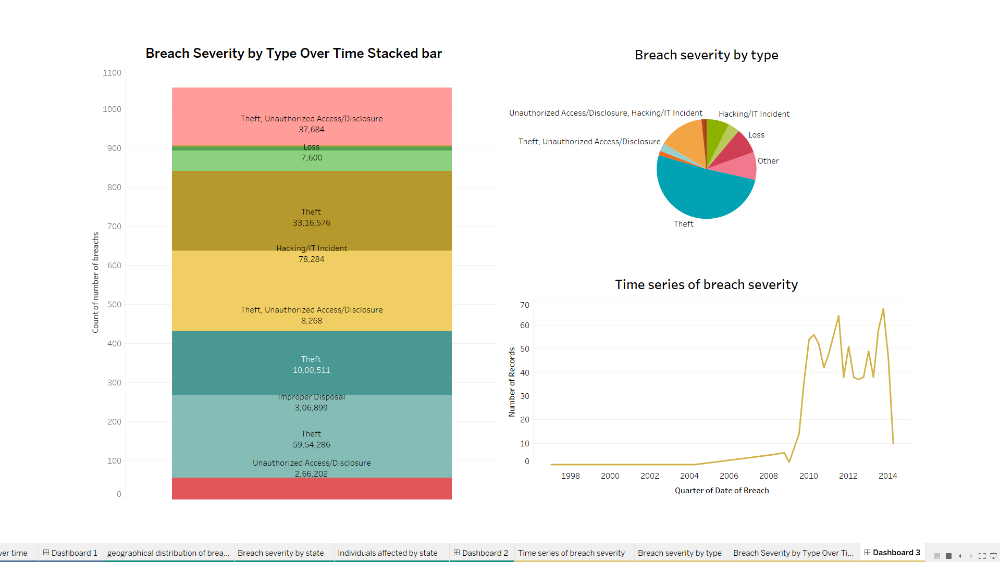 Breach Severity by Type Over Time Stacked bar
1100
1000
900
800
700
600
500
400
300
200
100
0
Count of number of breachs
Theft, Unauthorized Access/Disclosure
37,684
Loss
7,600
Theft
33,16,576
Hacking/IT Incident
78,284
Theft, Unauthorized Access/Disclosure
8,268
Theft
10,00,511
Improper Disposal
3,06,899
Theft
59,54,286
Unauthorized Access/Disclosure
2,66,202
Breach severity by type
Unauthorized Access/Disclosure, Hacking/IT Incident
Hacking/IT Incident
Theft, Unauthorized Access/Disclosure
Loss
Other
Theft
Time series of breach severity
70
60
50
40
30
20
10
0
Number of Records
1998 2000 2002 2004 2006 2008 2010 2012 2014
Quarter of Date of Breach
ver time Dashboard 1 geographical distribution of brea... Breach severity by state Individuals affected by state Dashboard 2 Time series of breach severity Breach severity by type Breach Severity by Type Over Ti... Dashboard 3